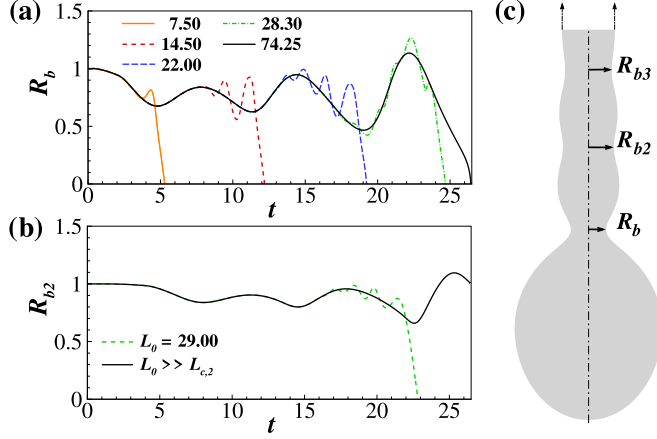 (a)
7.50
14.50
22.00
28.30
74.25
R_b
1.5
1
0.5
0
0 5 10 15 20 25
t
(b)
R_b2
1.5
1
0.5
0
L_0 = 29.00
L_0 >> L_c,2
0 5 10 15 20 25
t
(c)
R_b3
R_b2
R_b